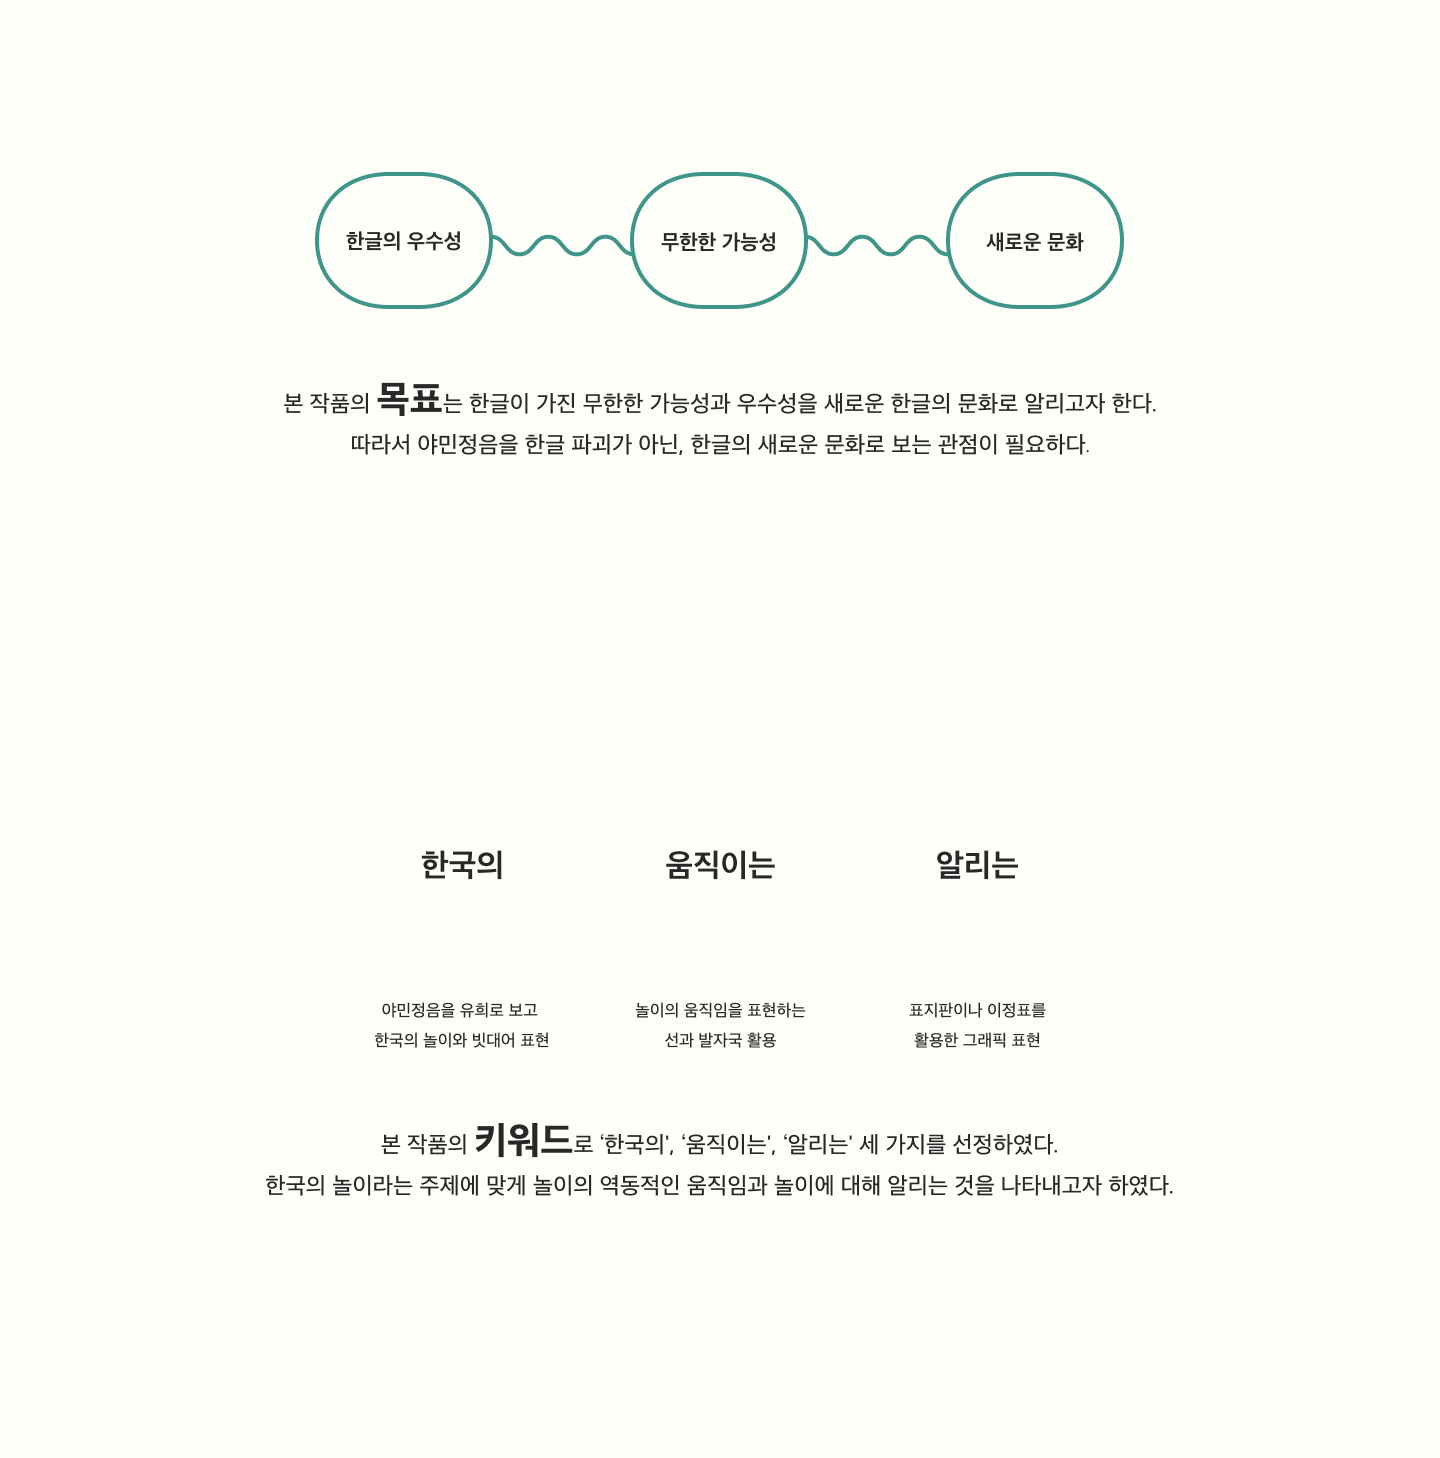 한글의 우수성
무한한 가능성
새로운 문화
본 작품의 목표는 한글이 가진 무한한 가능성과 우수성을 새로운 한글의 문화로 알리고자 한다.
따라서 야민정음을 한글 파괴가 아닌, 한글의 새로운 문화로 보는 관점이 필요하다.
한국의
움직이는
알리는
야민정음을 유희로 보고
한국의 놀이와 빗대어 표현
놀이의 움직임을 표현하는
선과 발자국 활용
표지판이나 이정표를
활용한 그래픽 표현
본 작품의 키워드로 ‘한국의', ‘움직이는', ‘알리는' 세 가지를 선정하였다.
한국의 놀이라는 주제에 맞게 놀이의 역동적인 움직임과 놀이에 대해 알리는 것을 나타내고자 하였다.